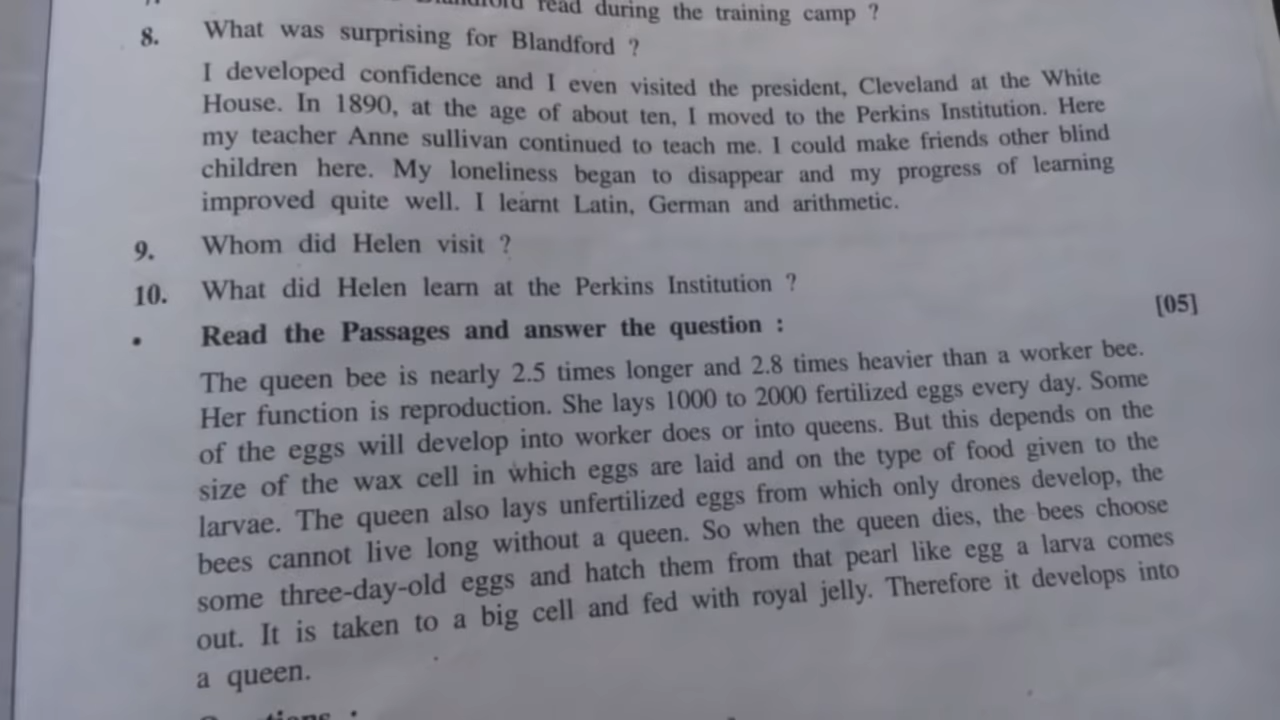 read during the training camp ?
8. What was surprising for Blandford ?
I developed confidence and I even visited the president, Cleveland at the White
House. In 1890, at the age of about ten, I moved to the Perkins Institution. Here
my teacher Anne sullivan continued to teach me. I could make friends other blind
children here. My loneliness began to disappear and my progress of learning
improved quite well. I learnt Latin, German and arithmetic.
9. Whom did Helen visit ?
10. What did Helen learn at the Perkins Institution ?
• Read the Passages and answer the question : [05]
The queen bee is nearly 2.5 times longer and 2.8 times heavier than a worker bee.
Her function is reproduction. She lays 1000 to 2000 fertilized eggs every day. Some
of the eggs will develop into worker does or into queens. But this depends on the
size of the wax cell in which eggs are laid and on the type of food given to the
larvae. The queen also lays unfertilized eggs from which only drones develop, the
bees cannot live long without a queen. So when the queen dies, the bees choose
some three-day-old eggs and hatch them from that pearl like egg a larva comes
out. It is taken to a big cell and fed with royal jelly. Therefore it develops into
a queen.